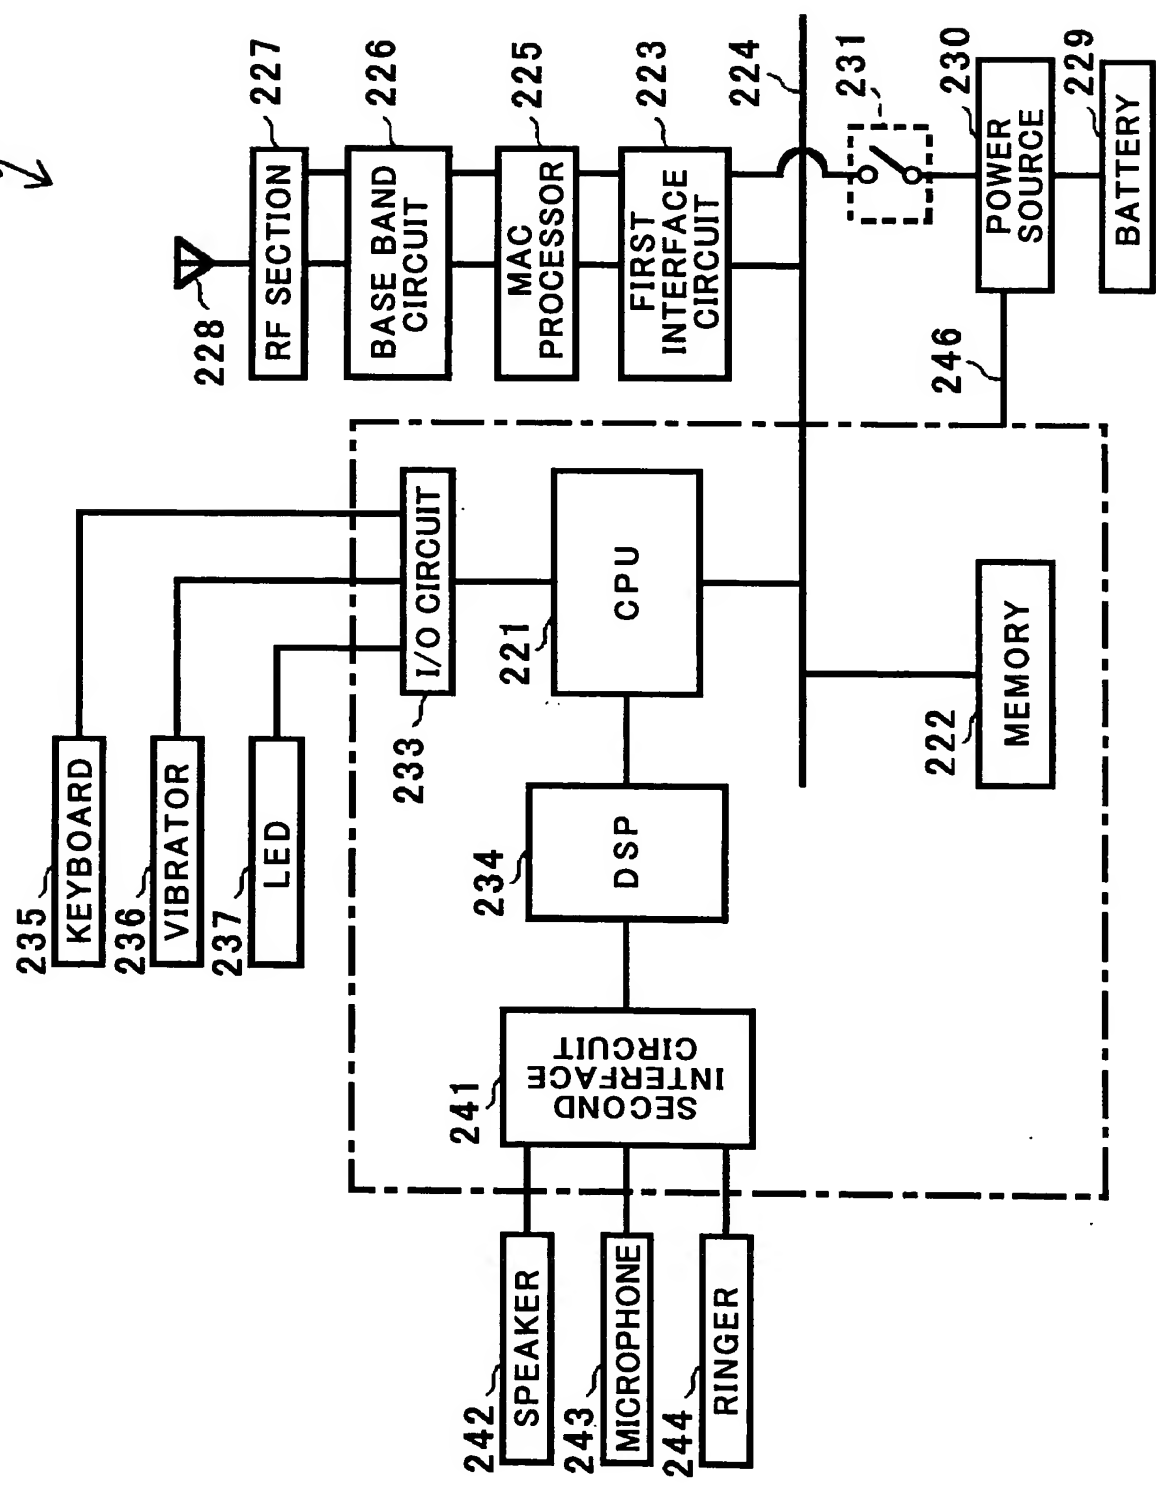 228
RF SECTION
227
BASE BAND
CIRCUIT
226
MAC
PROCESSOR
225
FIRST
INTERFACE
CIRCUIT
223
224
231
POWER
SOURCE
230
BATTERY
229
246
235
KEYBOARD
236
VIBRATOR
237
LED
233
I/O CIRCUIT
221
CPU
234
DSP
222
MEMORY
241
SECOND
INTERFACE
CIRCUIT
242
SPEAKER
243
MICROPHONE
244
RINGER